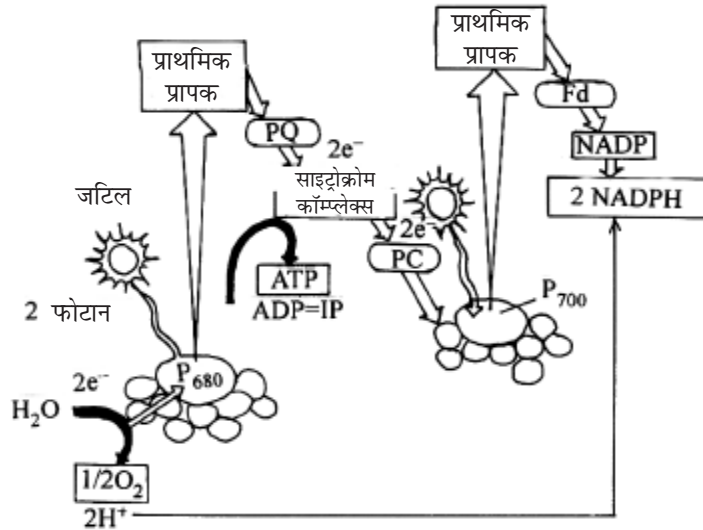 प्राथमिक
प्रापक
प्राथमिक
प्रापक
Fd
PQ
2e⁻
NADP
साइट्रोक्रोम
कॉम्प्लेक्स
2 NADPH
जटिल
2e⁻
PC
ATP
ADP=IP
P₇₀₀
2 फोटान
P₆₈₀
2e⁻
H₂O
1/2O₂
2H⁺